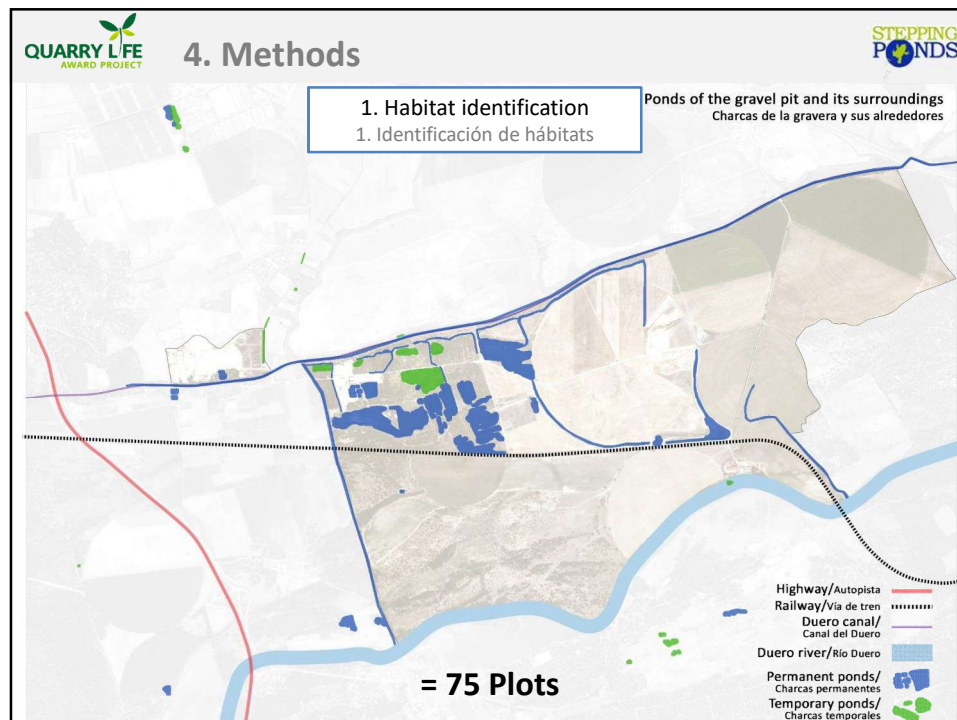 QUARRY LIFE
AWARD PROJECT
4. Methods
STEPPING
PONDS
1. Habitat identification
1. Identificación de hábitats
Ponds of the gravel pit and its surroundings
Charcas de la gravera y sus alrededores
Highway/Autopista
Railway/Vía de tren
Duero canal/
Canal del Duero
Duero river/Río Duero
Permanent ponds/
Charcas permanentes
Temporary ponds/
Charcas temporales
= 75 Plots